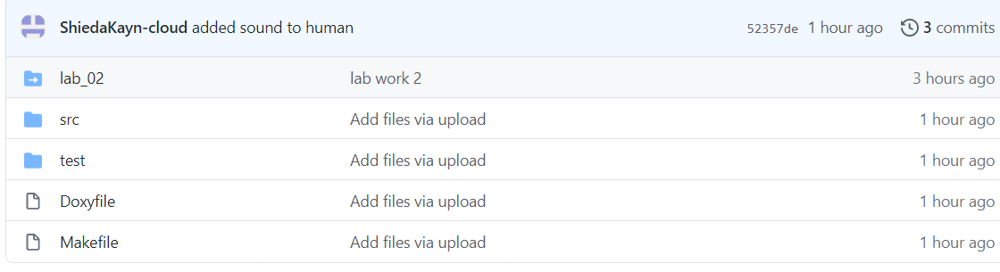 ShiedaKayn-cloud added sound to human 52357de 1 hour ago 3 commits
lab_02 lab work 2 3 hours ago
src Add files via upload 1 hour ago
test Add files via upload 1 hour ago
Doxyfile Add files via upload 1 hour ago
Makefile Add files via upload 1 hour ago